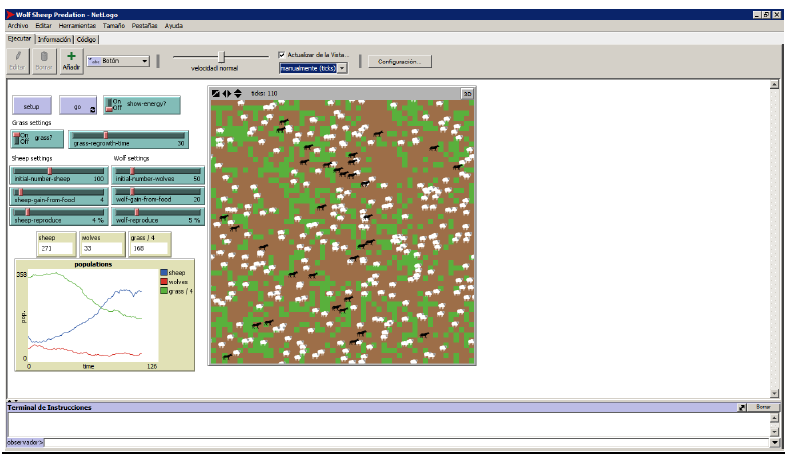 Wolf Sheep Predation - NetLogo
Archivo Editar Herramientas Tamaño Pestañas Ayuda
Ejecutar Información Código
Editar Borrar Añadir Botón velocidad normal Actualizar de la Vista... manualmente (ticks) Configuración...
setup go On Off show-energy? ticks: 110 3D
Grass settings
On Off grass? grass-regrowth-time 30
Sheep settings Wolf settings
initial-number-sheep 100 initial-number-wolves 50
sheep-gain-from-food 4 wolf-gain-from-food 20
sheep-reproduce 4 % wolf-reproduce 5 %
sheep wolves grass / 4
271 33 168
populations
358
pop.
0
0 time 126
sheep
wolves
grass / 4
Terminal de Instrucciones Borrar
observador>